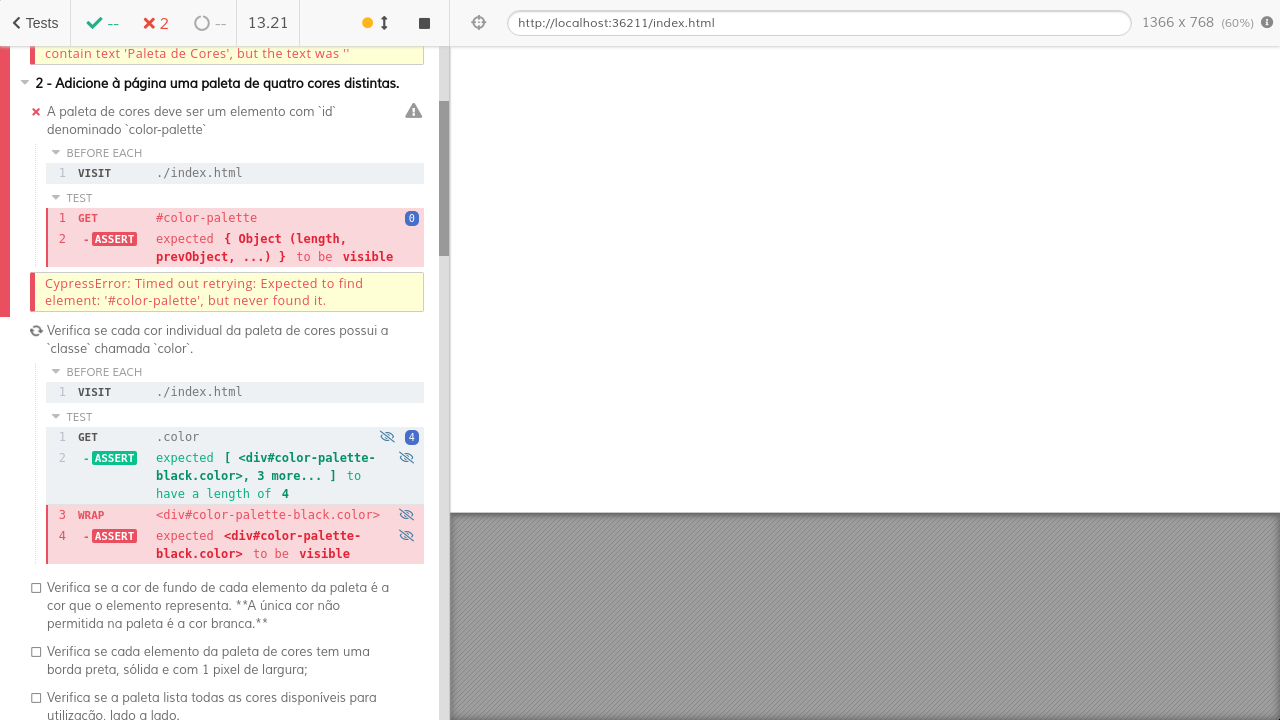 Tests
--
2
--
13.21
http://localhost:36211/index.html
1366 x 768 (60%)
contain text 'Paleta de Cores', but the text was ''
2 - Adicione à página uma paleta de quatro cores distintas.
A paleta de cores deve ser um elemento com `id`
denominado `color-palette`
BEFORE EACH
1 VISIT ./index.html
TEST
1 GET #color-palette 0
2 - ASSERT expected { Object (length,
prevObject, ...) } to be visible
CypressError: Timed out retrying: Expected to find
element: '#color-palette', but never found it.
Verifica se cada cor individual da paleta de cores possui a
`classe` chamada `color`.
BEFORE EACH
1 VISIT ./index.html
TEST
1 GET .color 4
2 - ASSERT expected [ <div#color-palette-
black.color>, 3 more... ] to
have a length of 4
3 WRAP <div#color-palette-black.color>
4 - ASSERT expected <div#color-palette-
black.color> to be visible
Verifica se a cor de fundo de cada elemento da paleta é a
cor que o elemento representa. **A única cor não
permitida na paleta é a cor branca.**
Verifica se cada elemento da paleta de cores tem uma
borda preta, sólida e com 1 pixel de largura;
Verifica se a paleta lista todas as cores disponíveis para
utilização, lado a lado.